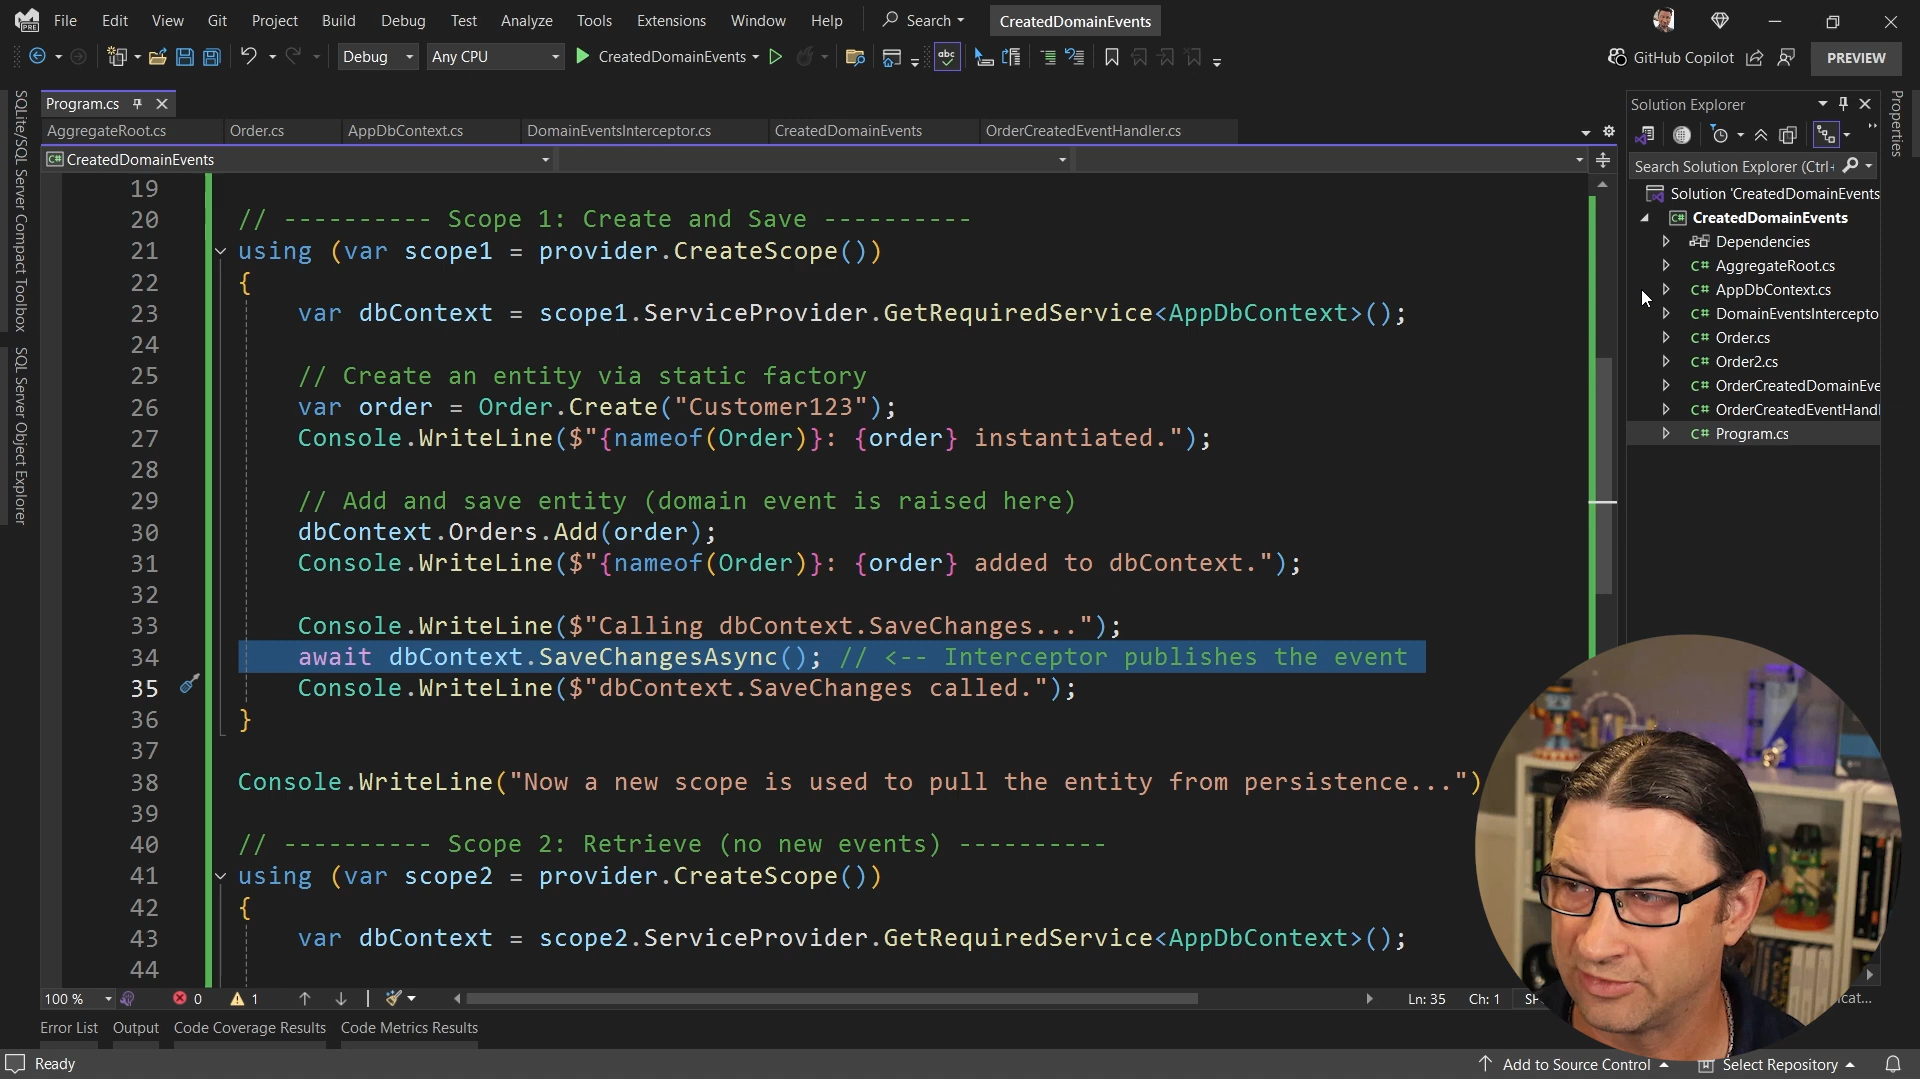 File Edit View Git Project Build Debug Test Analyze Tools Extensions Window Help Search CreatedDomainEvents
Debug Any CPU CreatedDomainEvents GitHub Copilot PREVIEW
Program.cs
AggregateRoot.cs Order.cs AppDbContext.cs DomainEventsInterceptor.cs CreatedDomainEvents OrderCreatedEventHandler.cs
C# CreatedDomainEvents
19
20 // ---------- Scope 1: Create and Save ----------
21 using (var scope1 = provider.CreateScope())
22 {
23 var dbContext = scope1.ServiceProvider.GetRequiredService<AppDbContext>();
24
25 // Create an entity via static factory
26 var order = Order.Create("Customer123");
27 Console.WriteLine($"{nameof(Order)}: {order} instantiated.");
28
29 // Add and save entity (domain event is raised here)
30 dbContext.Orders.Add(order);
31 Console.WriteLine($"{nameof(Order)}: {order} added to dbContext.");
32
33 Console.WriteLine($"Calling dbContext.SaveChanges...");
34 await dbContext.SaveChangesAsync(); // <-- Interceptor publishes the event
35 Console.WriteLine($"dbContext.SaveChanges called.");
36 }
37
38 Console.WriteLine("Now a new scope is used to pull the entity from persistence...")
39
40 // ---------- Scope 2: Retrieve (no new events) ----------
41 using (var scope2 = provider.CreateScope())
42 {
43 var dbContext = scope2.ServiceProvider.GetRequiredService<AppDbContext>();
44
100 % 0 1 Ln: 35 Ch: 1
Error List Output Code Coverage Results Code Metrics Results
Ready Add to Source Control Select Repository
SQLite/SQL Server Compact Toolbox
SQL Server Object Explorer
Solution Explorer
Search Solution Explorer (Ctrl+
Solution 'CreatedDomainEvents
C# CreatedDomainEvents
Dependencies
C# AggregateRoot.cs
C# AppDbContext.cs
C# DomainEventsIntercepto
C# Order.cs
C# Order2.cs
C# OrderCreatedDomainEve
C# OrderCreatedEventHandl
C# Program.cs
Properties